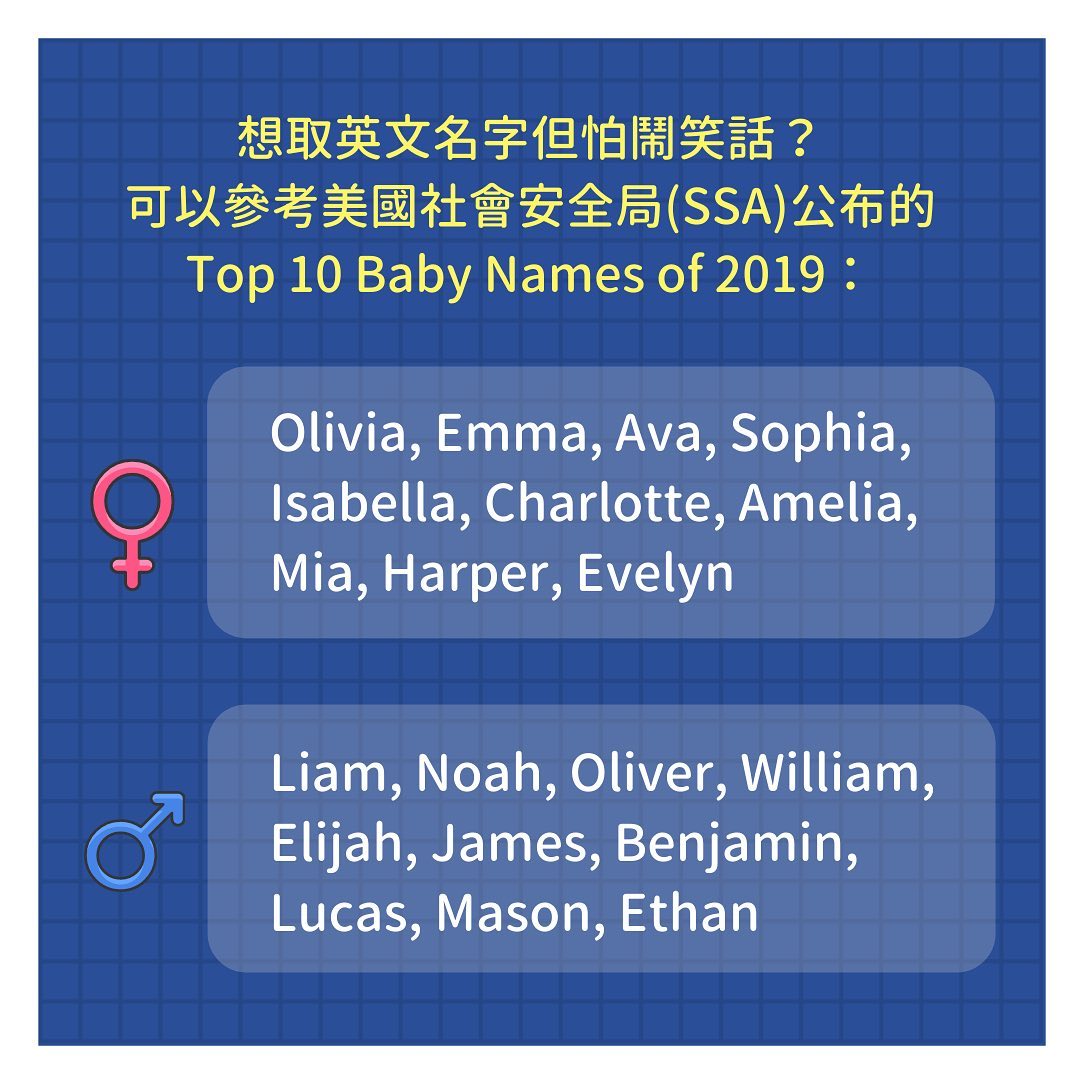 想取英文名字但怕鬧笑話？
可以參考美國社會安全局(SSA)公布的
Top 10 Baby Names of 2019：
Olivia, Emma, Ava, Sophia,
Isabella, Charlotte, Amelia,
Mia, Harper, Evelyn
Liam, Noah, Oliver, William,
Elijah, James, Benjamin,
Lucas, Mason, Ethan